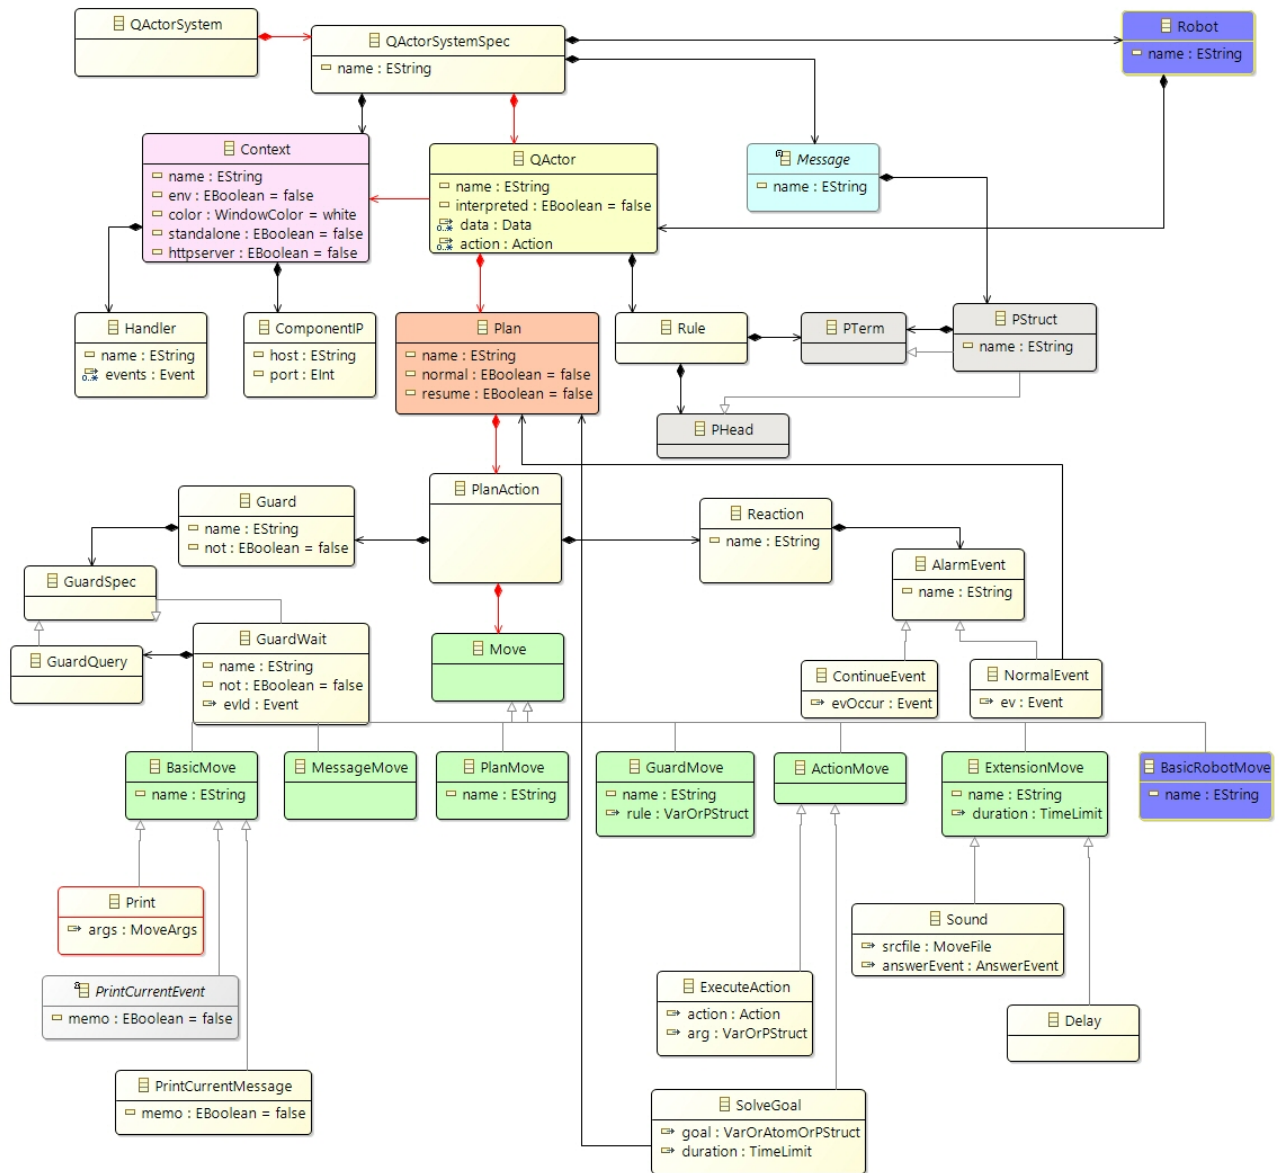 QActorSystem
QActorSystemSpec
name : EString
Robot
name : EString
Context
name : EString
env : EBoolean = false
color : WindowColor = white
standalone : EBoolean = false
httpserver : EBoolean = false
QActor
name : EString
interpreted : EBoolean = false
0..* data : Data
0..* action : Action
Message
name : EString
Handler
name : EString
0..* events : Event
ComponentIP
host : EString
port : EInt
Plan
name : EString
normal : EBoolean = false
resume : EBoolean = false
Rule
PTerm
PStruct
name : EString
PHead
Guard
name : EString
not : EBoolean = false
PlanAction
Reaction
name : EString
AlarmEvent
name : EString
GuardSpec
GuardQuery
GuardWait
name : EString
not : EBoolean = false
evId : Event
Move
ContinueEvent
evOccur : Event
NormalEvent
ev : Event
BasicMove
name : EString
MessageMove
PlanMove
name : EString
GuardMove
name : EString
rule : VarOrPStruct
ActionMove
ExtensionMove
name : EString
duration : TimeLimit
BasicRobotMove
name : EString
Print
args : MoveArgs
Sound
srcfile : MoveFile
answerEvent : AnswerEvent
PrintCurrentEvent
memo : EBoolean = false
ExecuteAction
action : Action
arg : VarOrPStruct
Delay
PrintCurrentMessage
memo : EBoolean = false
SolveGoal
goal : VarOrAtomOrPStruct
duration : TimeLimit